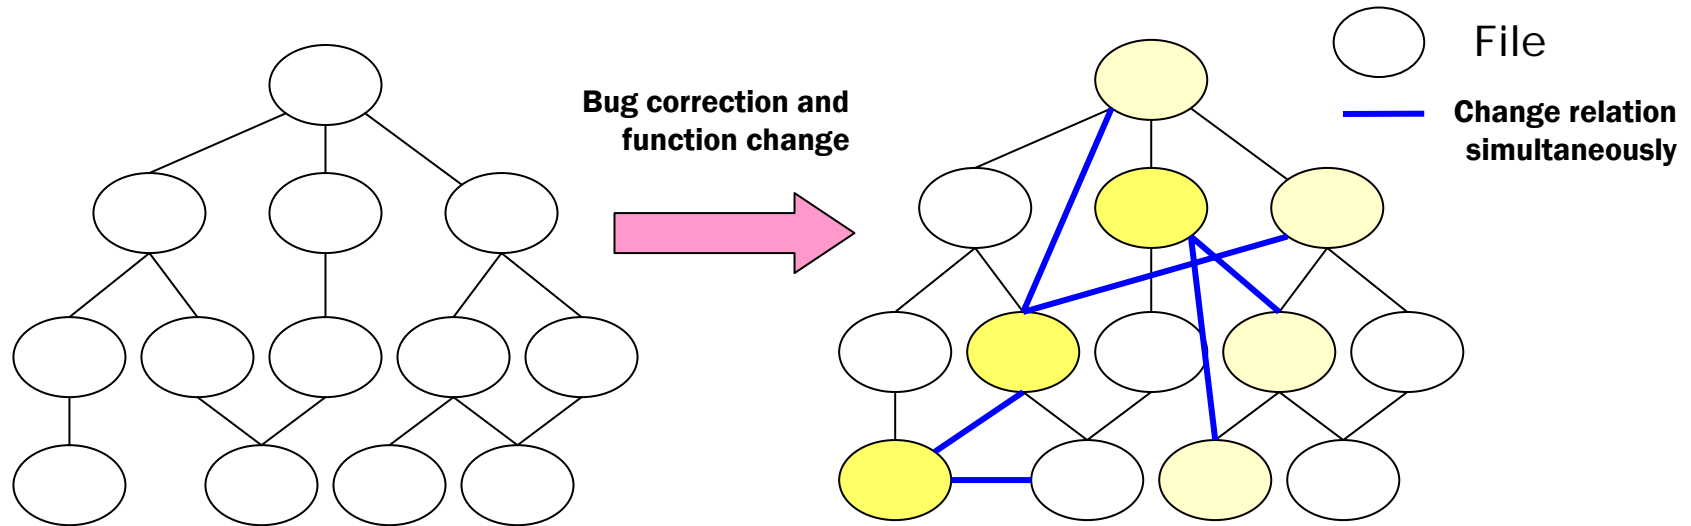 Bug correction and
function change
File
Change relation
simultaneously